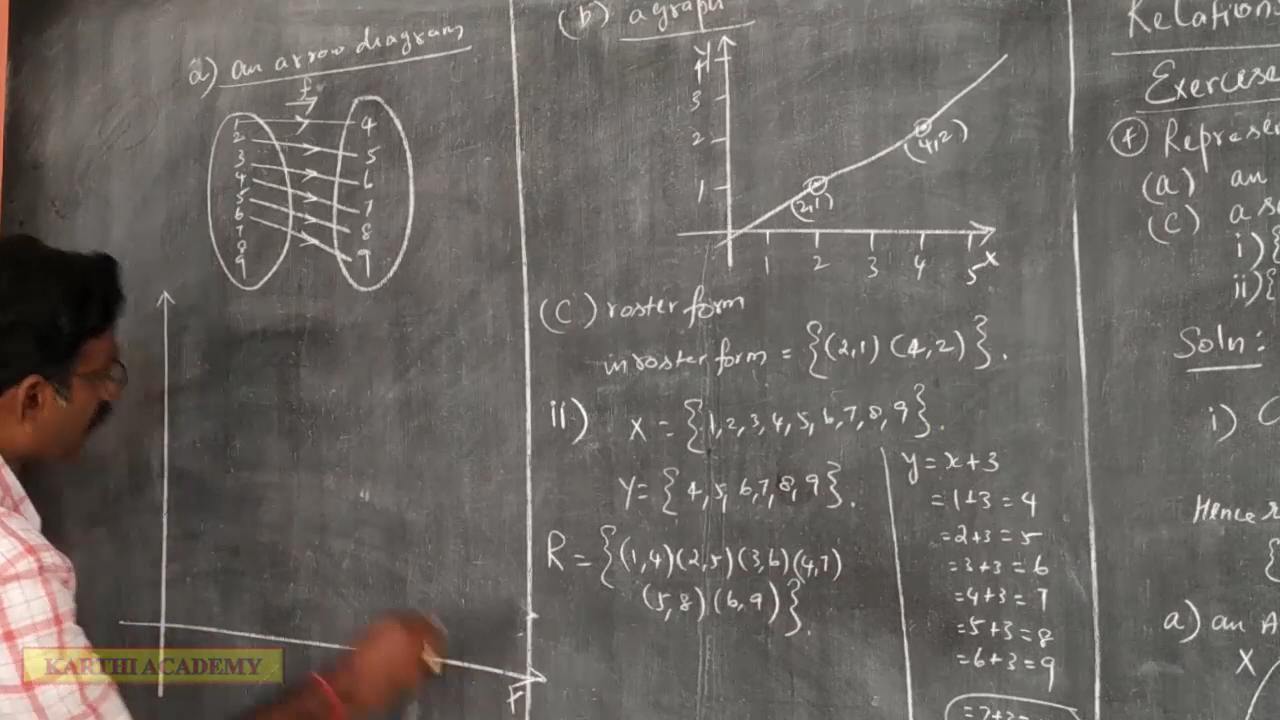 a) an arrow diagram
f
1 4
2 5
3 6
4 7
5 8
6 9
7
8
9
F
KARTHI ACADEMY
(b) a graph
Y
4
3
2
1
(2,1)
(4,2)
1 2 3 4 5 X
(C) roster form
in roster form = {(2,1) (4,2)}.
ii) X = {1,2,3,4,5,6,7,8,9}.
Y = {4,5,6,7,8,9}.
R = {(1,4)(2,5)(3,6)(4,7)
(5,8)(6,9)}.
y = x+3
= 1+3 = 4
= 2+3 = 5
= 3+3 = 6
= 4+3 = 7
= 5+3 = 8
= 6+3 = 9
Relation
Exercise
4 Represen
(a) an
(C) a
i) {
ii) {
Soln:
i)
Hence
{
a) an A
X